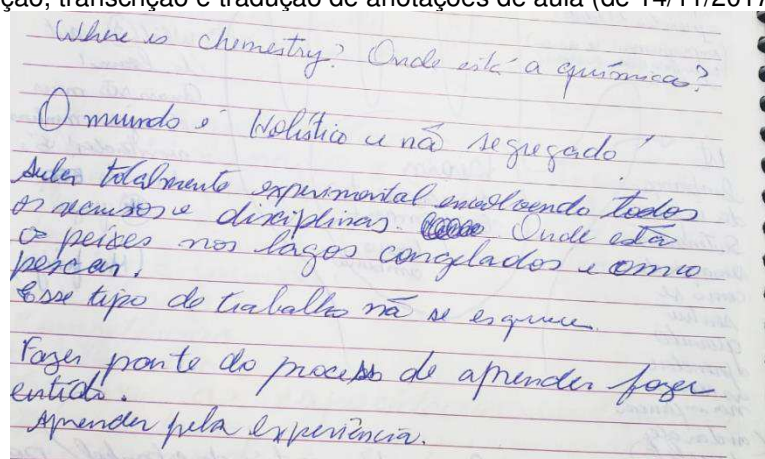 ção, transcrição e tradução de anotações de aula (de 14/11/2017
Where is chemestry? Onde está a química?
O mundo é Holístico e não segregado!
Aulas totalmente experimental envolvendo todos
os recursos e disciplinas. Onde estão
os peixes nos lagos congelados e como
pescar.
Esse tipo de trabalho não se esquece.
Fazer parte do processo de aprender fazer
sentido.
Aprender pela experiência.